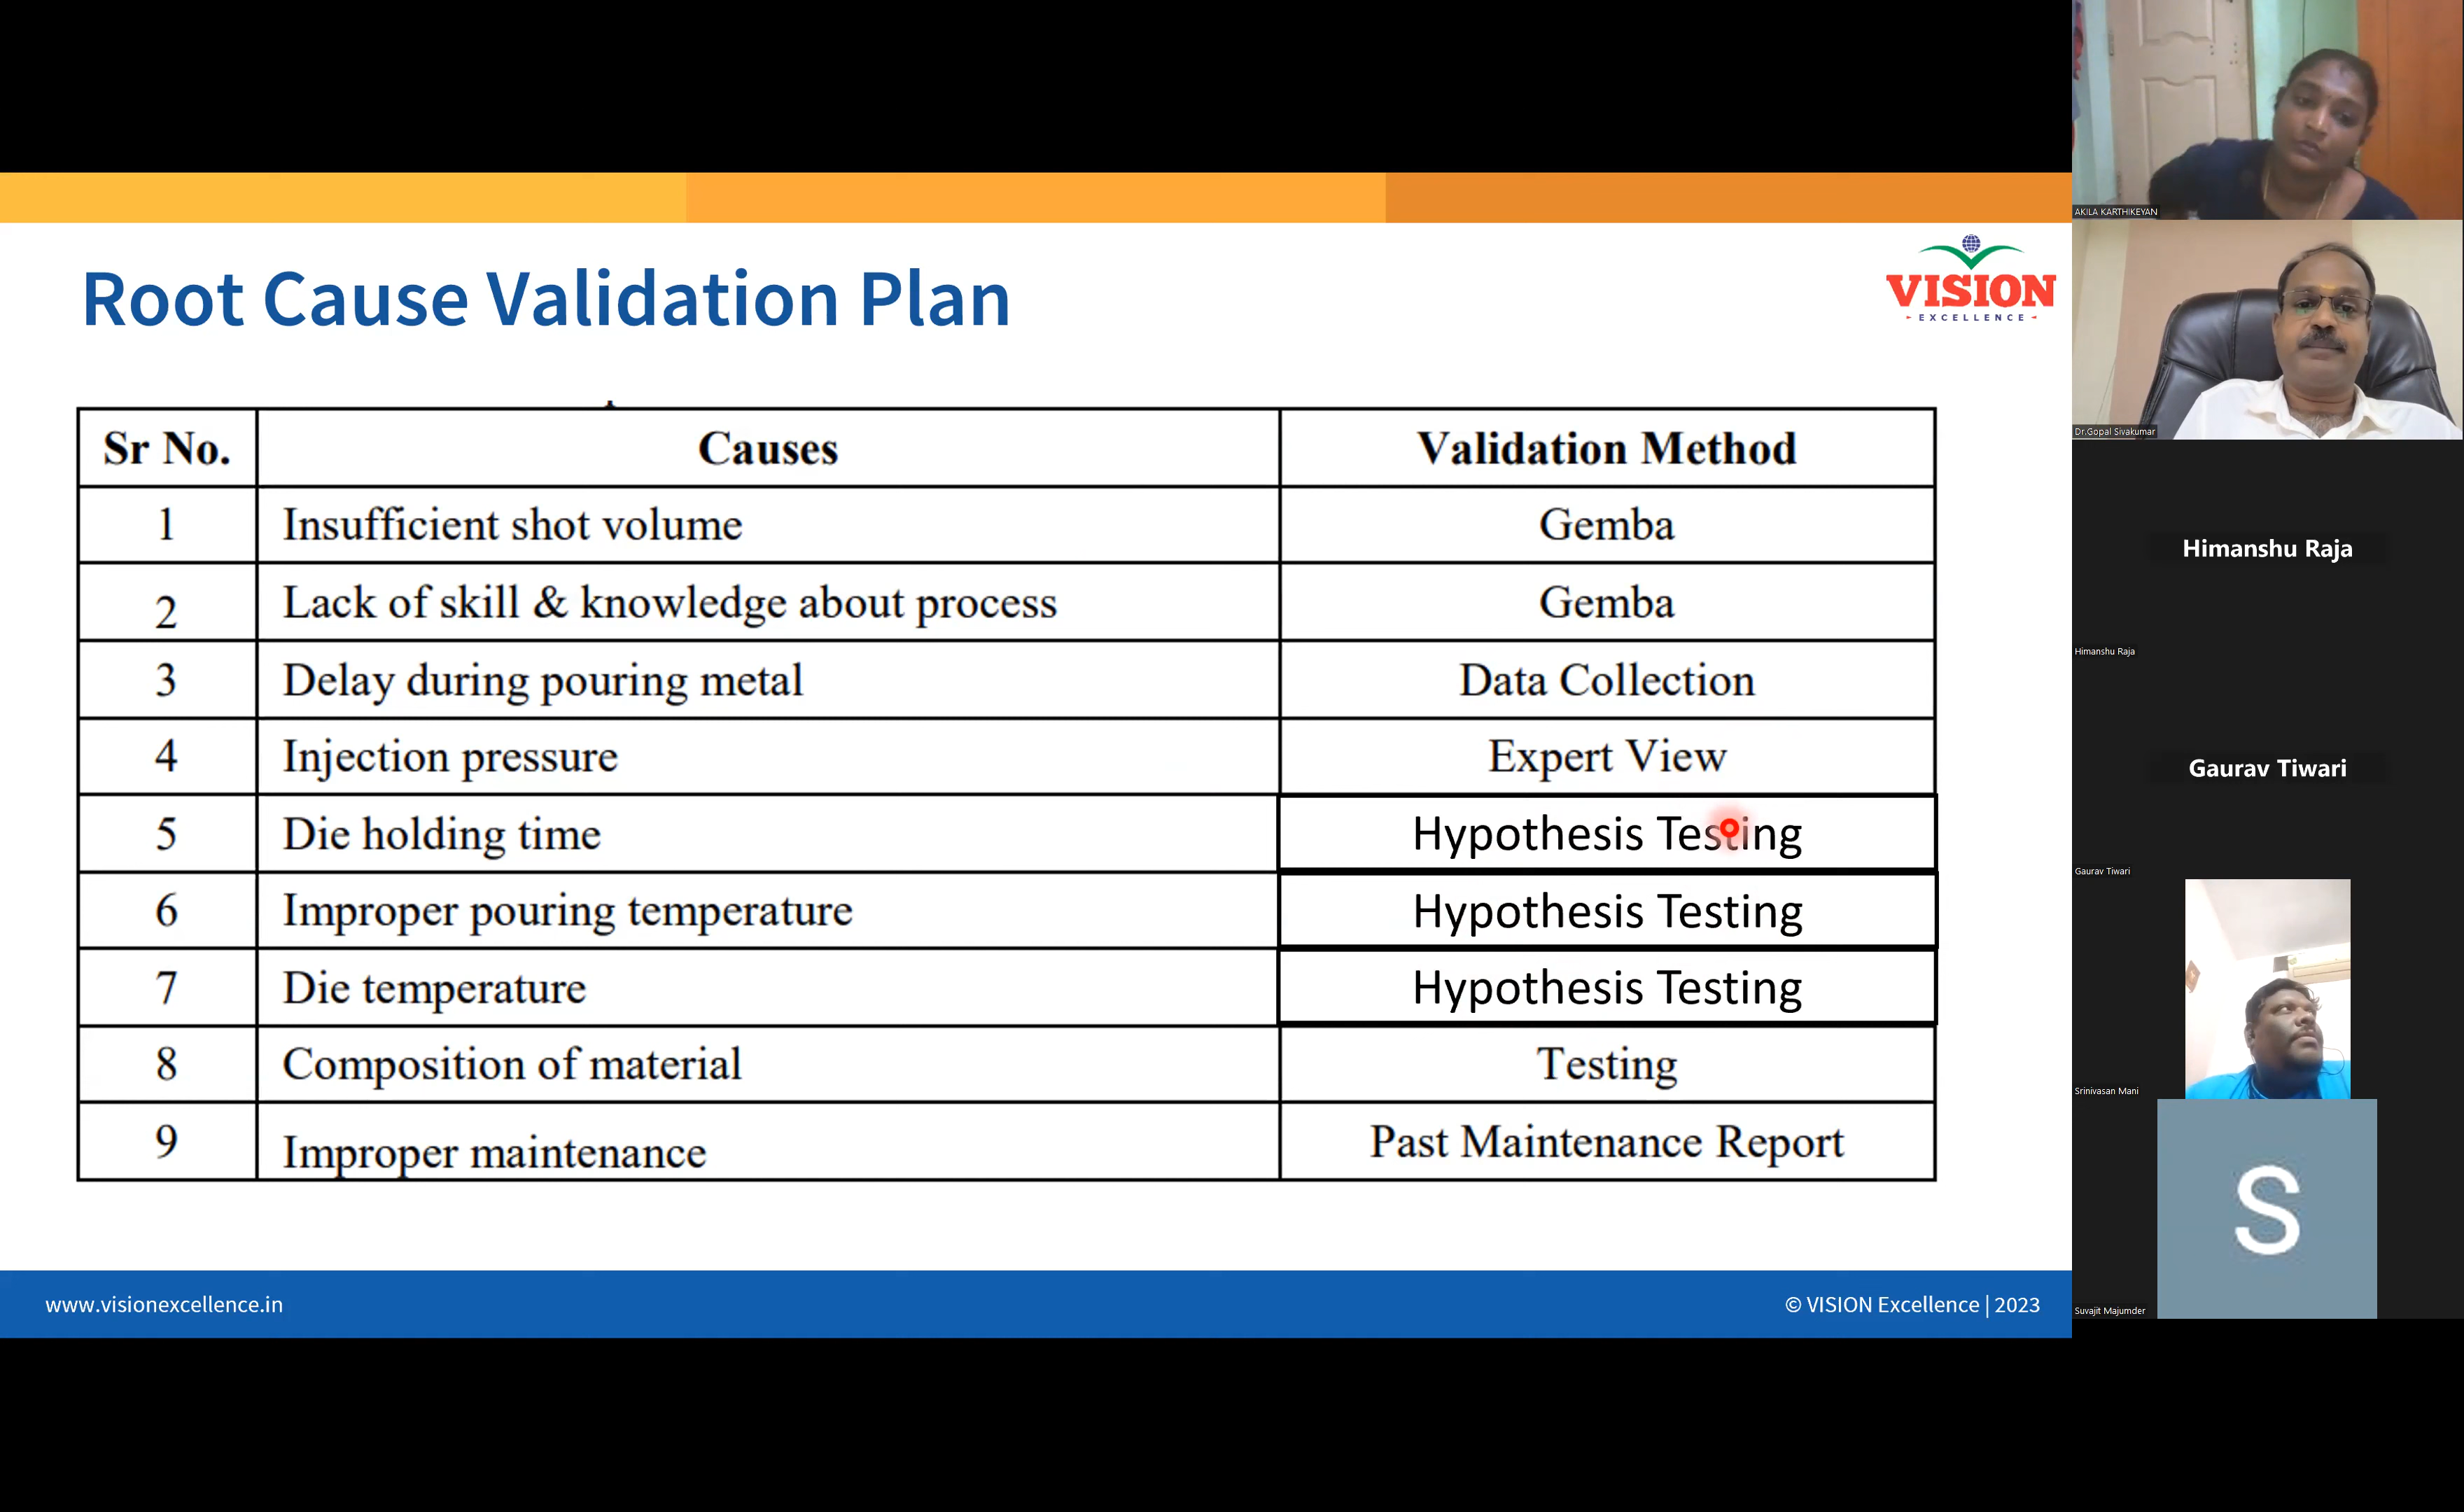 Root Cause Validation Plan
VISION
EXCELLENCE
Sr No. Causes Validation Method
1 Insufficient shot volume Gemba
2 Lack of skill & knowledge about process Gemba
3 Delay during pouring metal Data Collection
4 Injection pressure Expert View
5 Die holding time Hypothesis Testing
6 Improper pouring temperature Hypothesis Testing
7 Die temperature Hypothesis Testing
8 Composition of material Testing
9 Improper maintenance Past Maintenance Report
www.visionexcellence.in © VISION Excellence | 2023
AKILA KARTHIKEYAN
Dr.Gopal Sivakumar
Himanshu Raja
Himanshu Raja
Gaurav Tiwari
Gaurav Tiwari
Srinivasan Mani
S
Suvajit Majumder